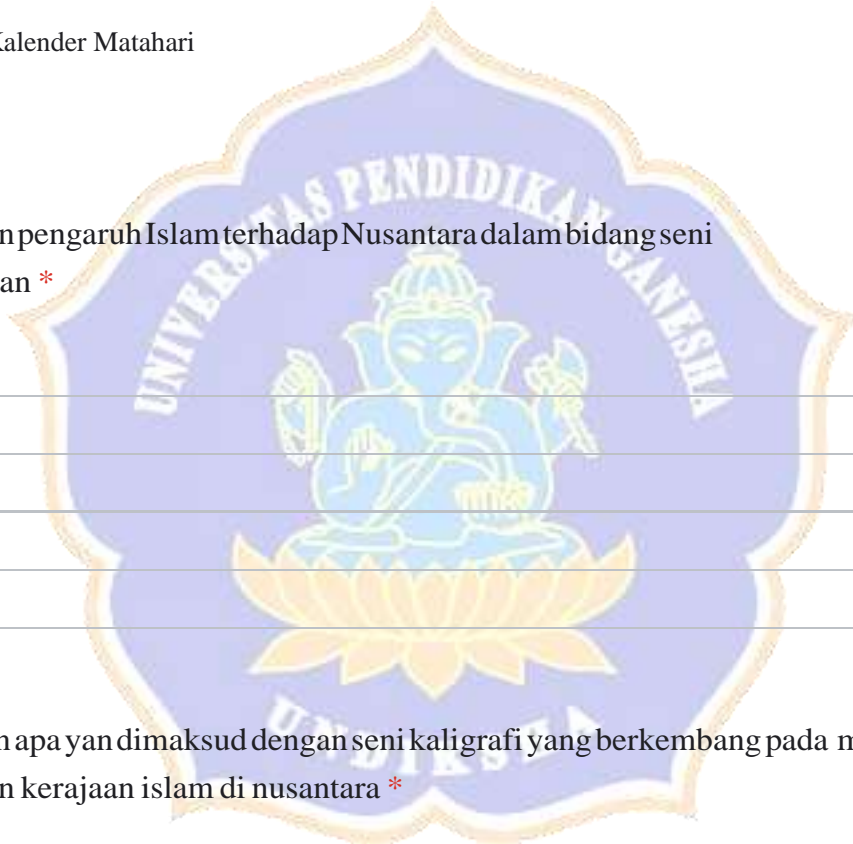 Kalender Matahari
UNIVERSITAS PENDIDIKAN GANESHA
n pengaruh Islam terhadap Nusantara dalam bidang seni
an *
n apa yan dimaksud dengan seni kaligrafi yang berkembang pada m
n kerajaan islam di nusantara *
UNDIKSHA